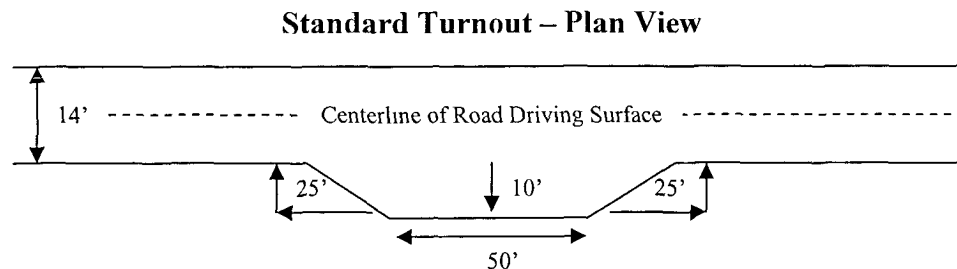 Standard Turnout – Plan View
14'
Centerline of Road Driving Surface
25'
10'
25'
50'